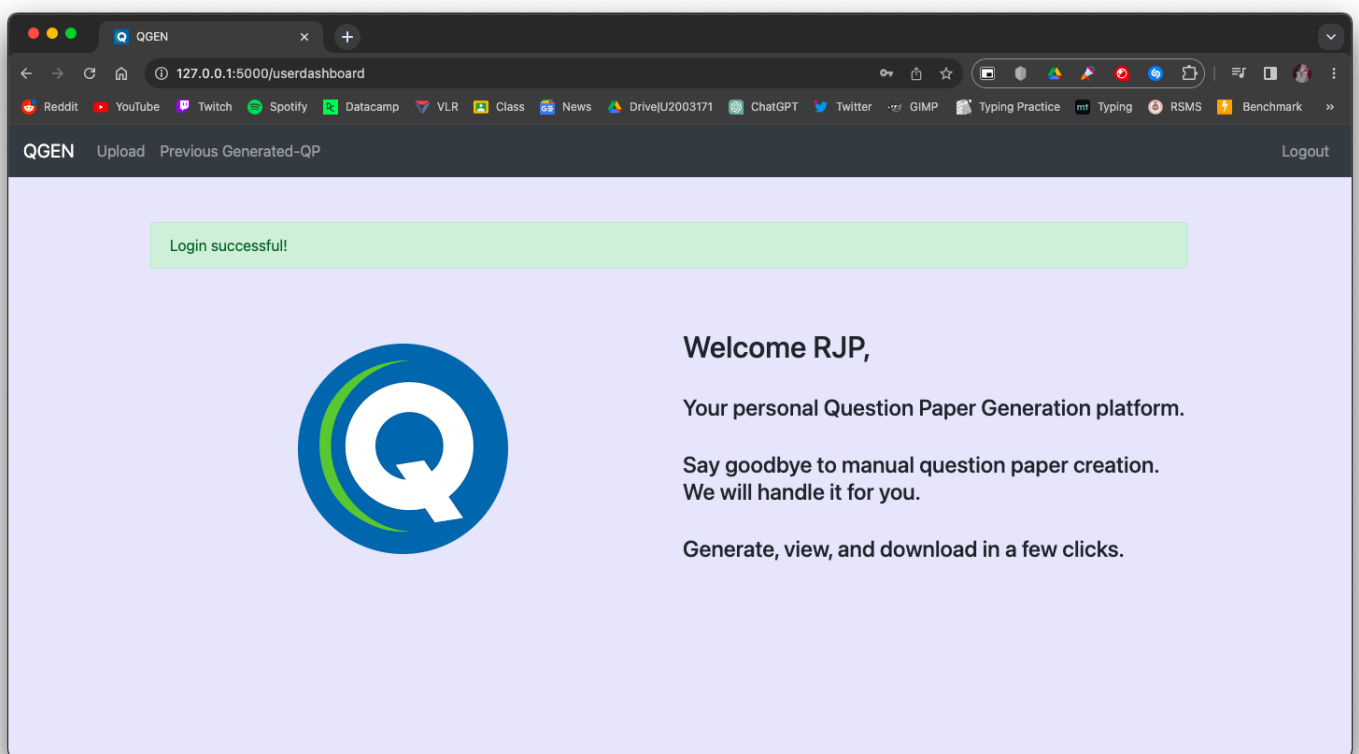 QGEN
127.0.0.1:5000/userdashboard
Reddit YouTube Twitch Spotify Datacamp VLR Class News Drive|U2003171 ChatGPT Twitter GIMP Typing Practice mt Typing RSMS Benchmark »
QGEN Upload Previous Generated-QP Logout
Login successful!
Q
Welcome RJP,
Your personal Question Paper Generation platform.
Say goodbye to manual question paper creation.
We will handle it for you.
Generate, view, and download in a few clicks.